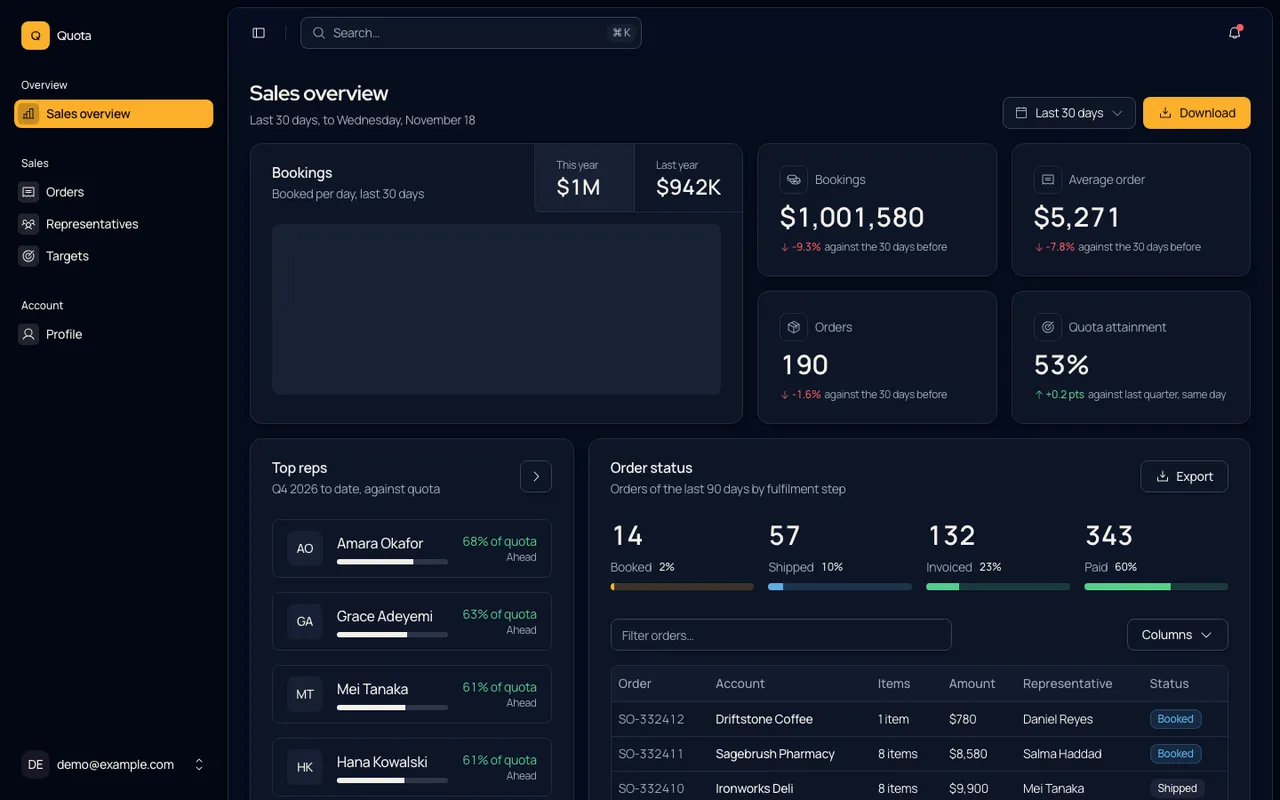 Q Quota
Overview
Sales overview
Sales
Orders
Representatives
Targets
Account
Profile
DE demo@example.com
Search... ⌘K
Sales overview
Last 30 days, to Wednesday, November 18
Last 30 days
Download
Bookings
Booked per day, last 30 days
This year
$1M
Last year
$942K
Bookings
$1,001,580
↓ -9.3% against the 30 days before
Average order
$5,271
↓ -7.8% against the 30 days before
Orders
190
↓ -1.6% against the 30 days before
Quota attainment
53%
↑ +0.2 pts against last quarter, same day
Top reps
Q4 2026 to date, against quota
AO Amara Okafor 68% of quota
Ahead
GA Grace Adeyemi 63% of quota
Ahead
MT Mei Tanaka 61% of quota
Ahead
HK Hana Kowalski 61% of quota
Ahead
Order status
Orders of the last 90 days by fulfilment step
Export
14 57 132 343
Booked 2% Shipped 10% Invoiced 23% Paid 60%
Filter orders...
Columns
Order Account Items Amount Representative Status
SO-332412 Driftstone Coffee 1 item $780 Daniel Reyes Booked
SO-332411 Sagebrush Pharmacy 8 items $8,580 Salma Haddad Booked
SO-332410 Ironworks Deli 8 items $9,900 Mei Tanaka Shipped